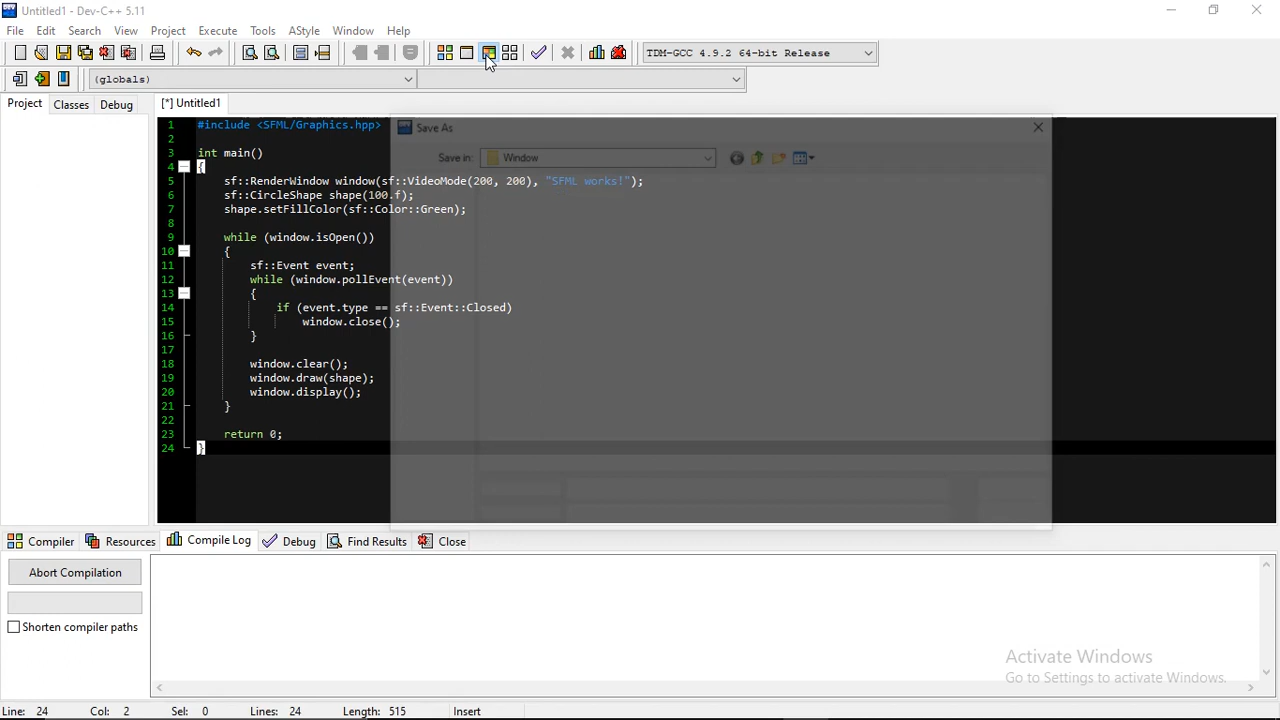 Untitled1 - Dev-C++ 5.11
File Edit Search View Project Execute Tools AStyle Window Help
TDM-GCC 4.9.2 64-bit Release
(globals)
Project Classes Debug [*] Untitled1
Save As
Save in: Window
1 #include <SFML/Graphics.hpp>
2
3 int main()
4 {
5 sf::RenderWindow window(sf::VideoMode(200, 200), "SFML works!");
6 sf::CircleShape shape(100.f);
7 shape.setFillColor(sf::Color::Green);
8
9 while (window.isOpen())
10 {
11 sf::Event event;
12 while (window.pollEvent(event))
13 {
14 if (event.type == sf::Event::Closed)
15 window.close();
16 }
17
18 window.clear();
19 window.draw(shape);
20 window.display();
21 }
22
23 return 0;
24 }
Compiler Resources Compile Log Debug Find Results Close
Abort Compilation
Shorten compiler paths
Activate Windows
Go to Settings to activate Windows.
Line: 24 Col: 2 Sel: 0 Lines: 24 Length: 515 Insert